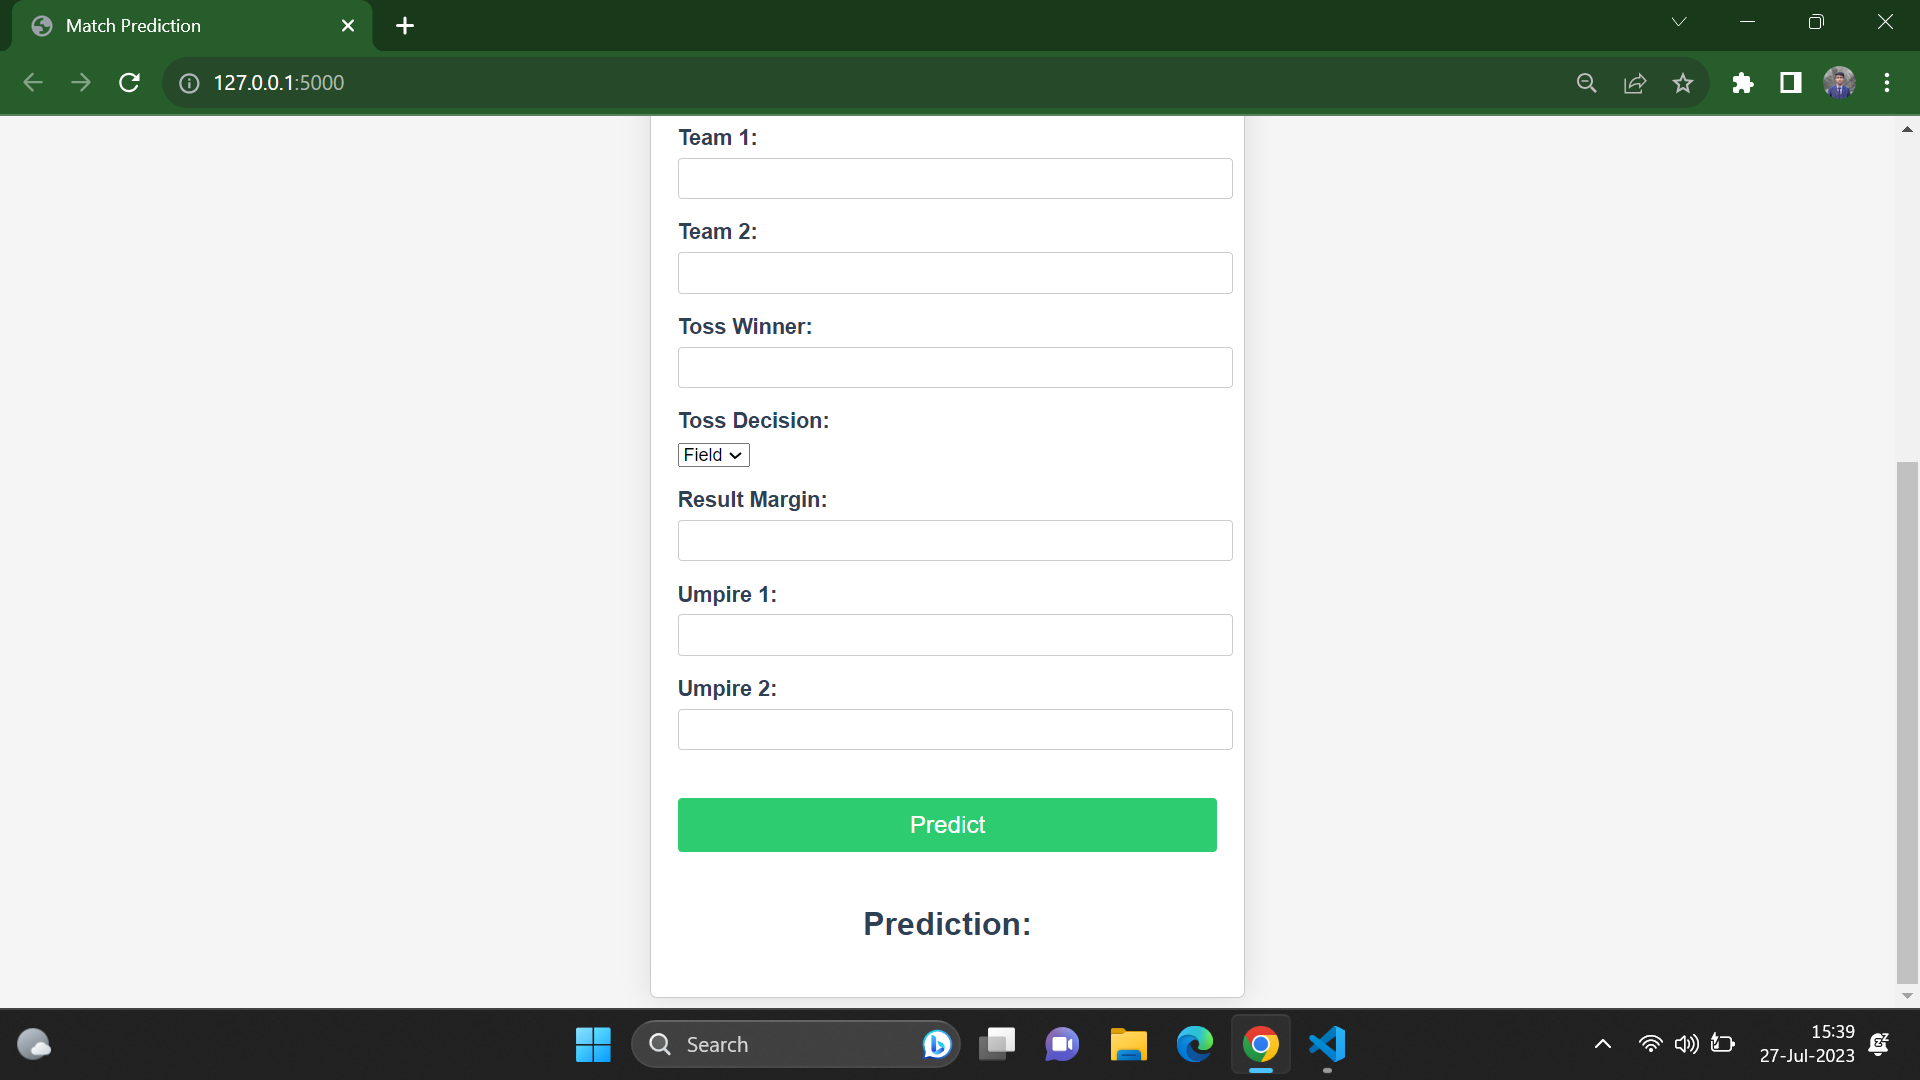 Match Prediction
127.0.0.1:5000
Team 1:
Team 2:
Toss Winner:
Toss Decision:
Field
Result Margin:
Umpire 1:
Umpire 2:
Predict
Prediction:
Search
15:39
27-Jul-2023